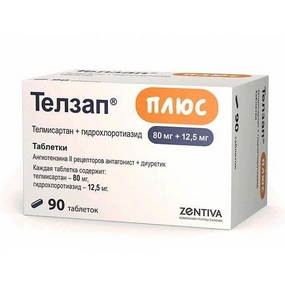 Телзап® ПЛЮС
Телмисартан + гидрохлоротиазид
80 мг + 12,5 мг
Таблетки
Ангиотензина II рецепторов антагонист + диуретик
Каждая таблетка содержит:
телмисартан – 80 мг,
гидрохлоротиазид – 12,5 мг.
90 таблеток
ZENTIVA
90